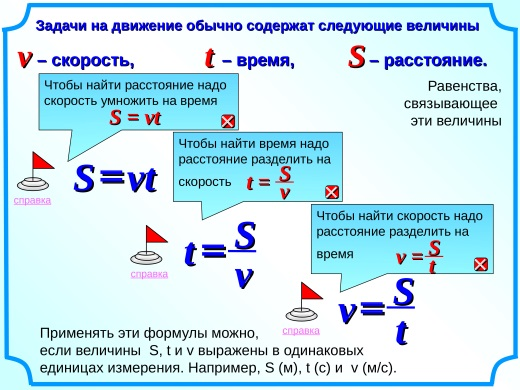 Задачи на движение обычно содержат следующие величины
v – скорость, t – время, S – расстояние.
Чтобы найти расстояние надо
скорость умножить на время
S = vt
Равенства,
связывающее
эти величины
Чтобы найти время надо
расстояние разделить на
скорость t = S/v
S=vt
справка
Чтобы найти скорость надо
расстояние разделить на
время v = S/t
t = S/v
справка
v = S/t
справка
Применять эти формулы можно,
если величины S, t и v выражены в одинаковых
единицах измерения. Например, S (м), t (с) и v (м/с).